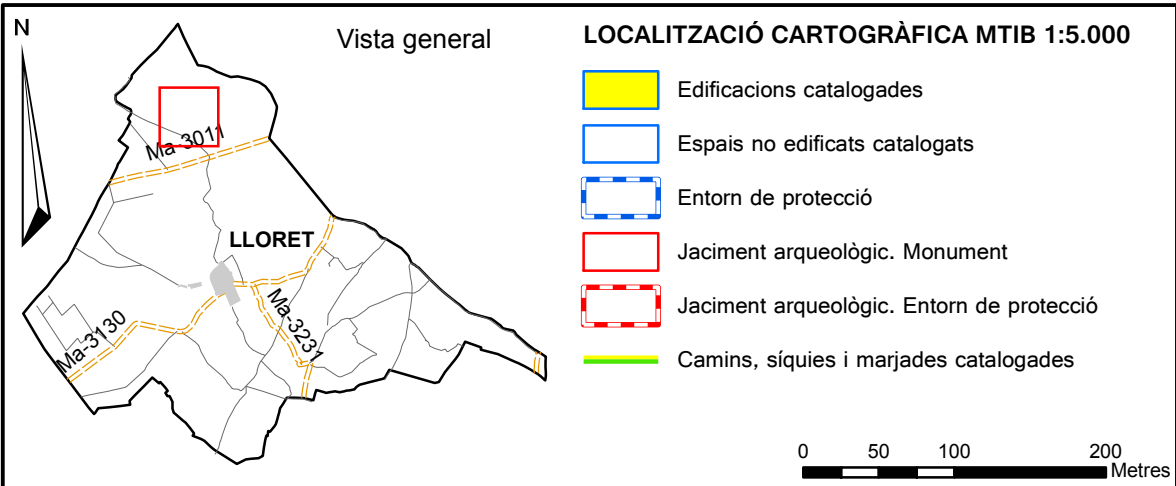 N
Vista general
Ma-3011
LLORET
Ma-3130
Ma-3231
LOCALITZACIÓ CARTOGRÀFICA MTIB 1:5.000
Edificacions catalogades
Espais no edificats catalogats
Entorn de protecció
Jaciment arqueològic. Monument
Jaciment arqueològic. Entorn de protecció
Camins, síquies i marjades catalogades
0 50 100 200
Metres